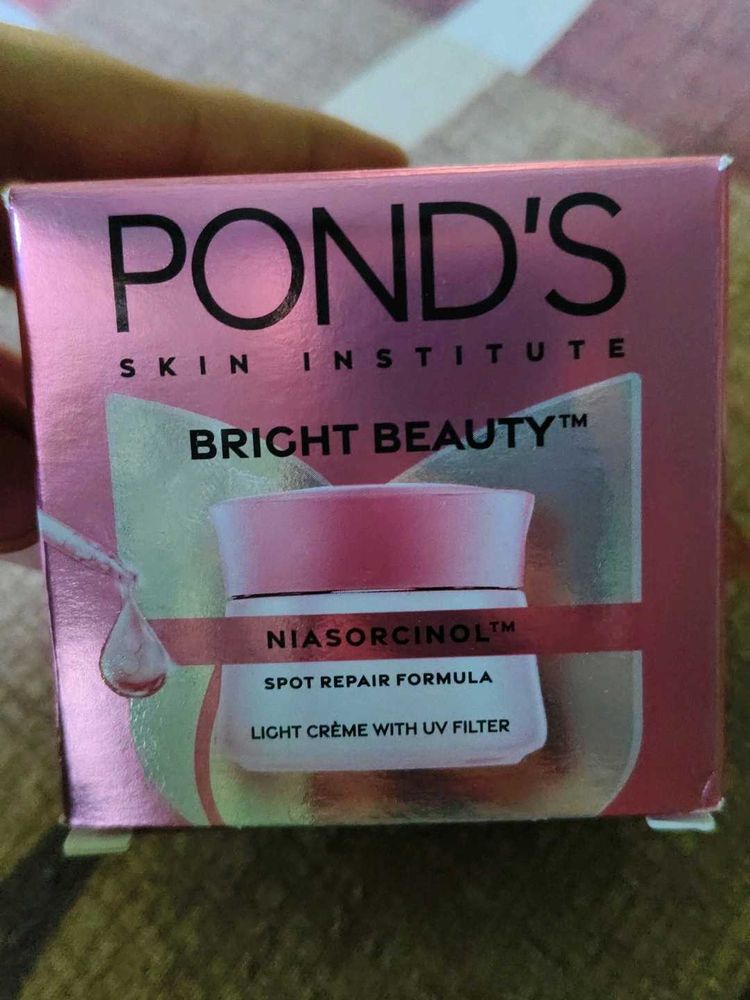 POND'S
SKIN INSTITUTE
BRIGHT BEAUTY™
NIASORCINOL™
SPOT REPAIR FORMULA
LIGHT CRÈME WITH UV FILTER